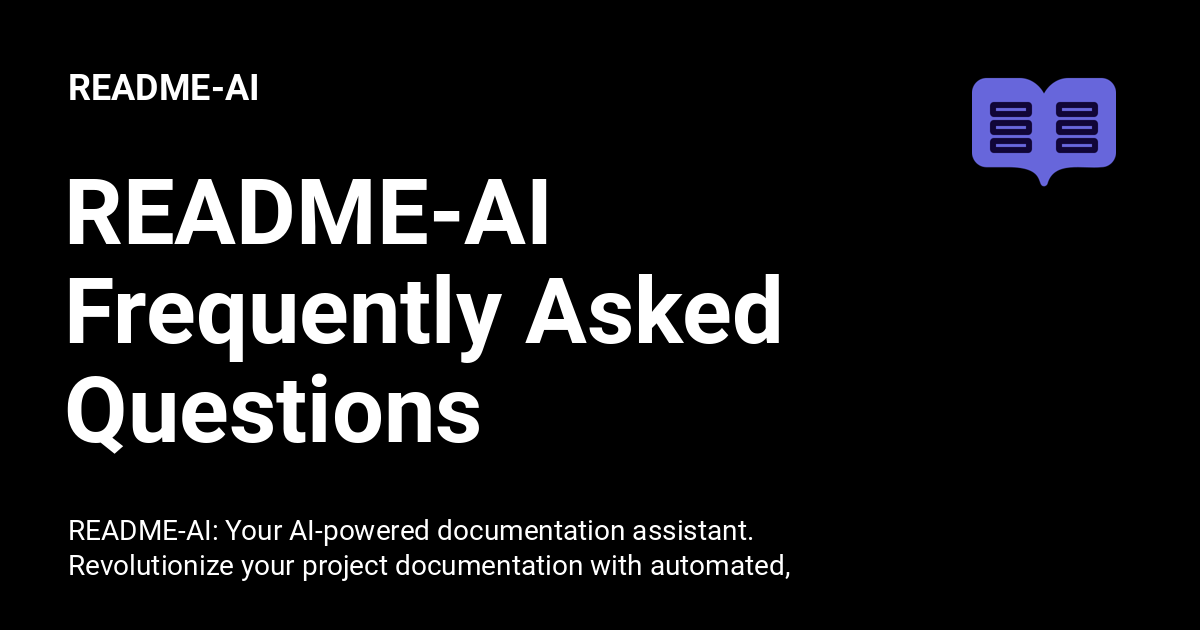 README-AI
README-AI
Frequently Asked
Questions
README-AI: Your AI-powered documentation assistant.
Revolutionize your project documentation with automated,